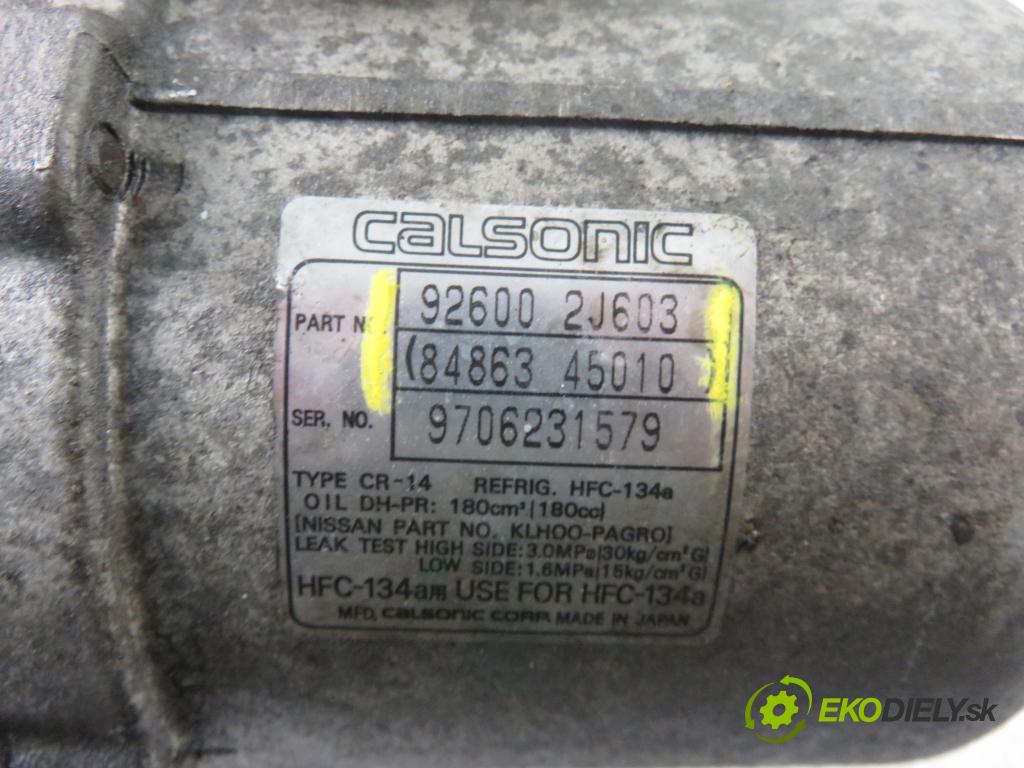 CALSONIC
PART NO. 92600 2J603
(84863 45010)
SER. NO. 9706231579
TYPE CR-14 REFRIG. HFC-134a
OIL DH-PR: 180cm³(180cc)
[NISSAN PART NO. KLH00-PAGR0]
LEAK TEST HIGH SIDE:3.0MPa(30kg/cm²G)
LOW SIDE:1.6MPa(15kg/cm²G)
HFC-134a用 USE FOR HFC-134a
MFD. CALSONIC CORP. MADE IN JAPAN
EKODIELY.sk